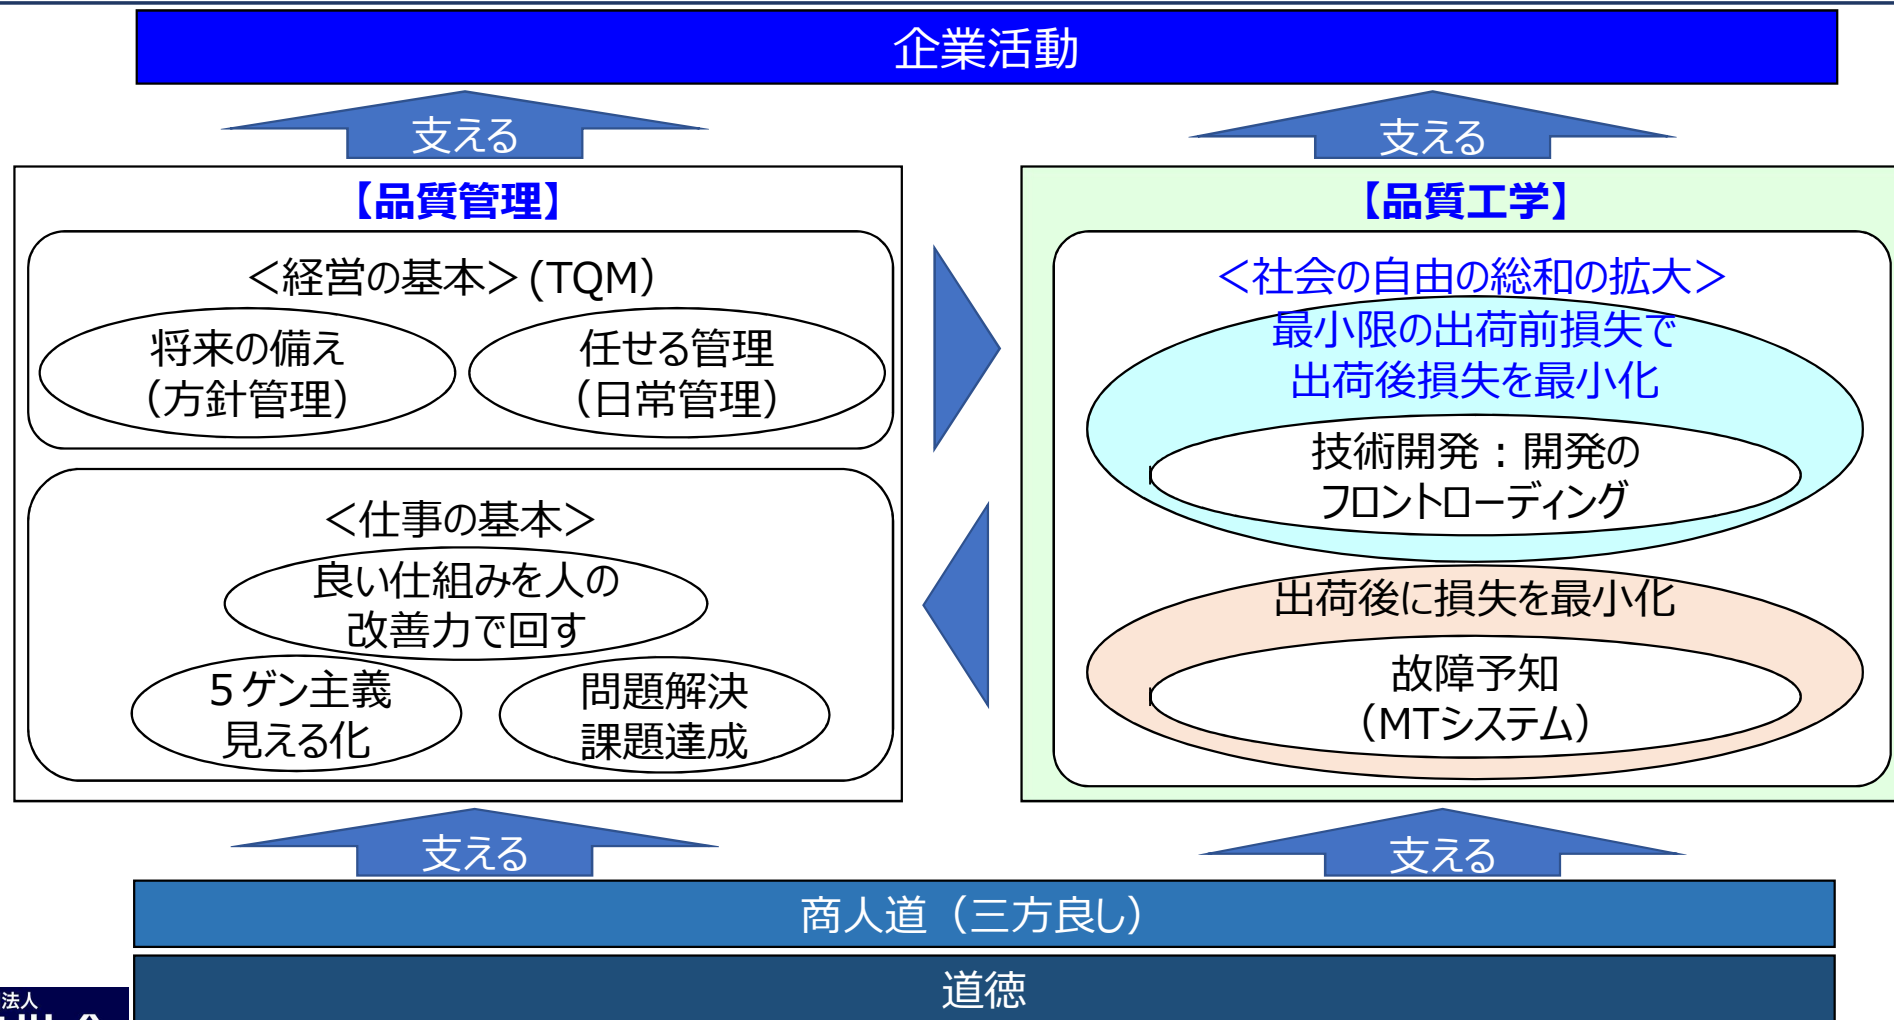 企業活動
支える
支える
【品質管理】
＜経営の基本＞(TQM）
将来の備え
（方針管理）
任せる管理
（日常管理）
＜仕事の基本＞
良い仕組みを人の
改善力で回す
５ゲン主義
見える化
問題解決
課題達成
【品質工学】
＜社会の自由の総和の拡大＞
最小限の出荷前損失で
出荷後損失を最小化
技術開発：開発の
フロントローディング
出荷後に損失を最小化
故障予知
（MTシステム）
支える
支える
商人道（三方良し）
道徳
法人